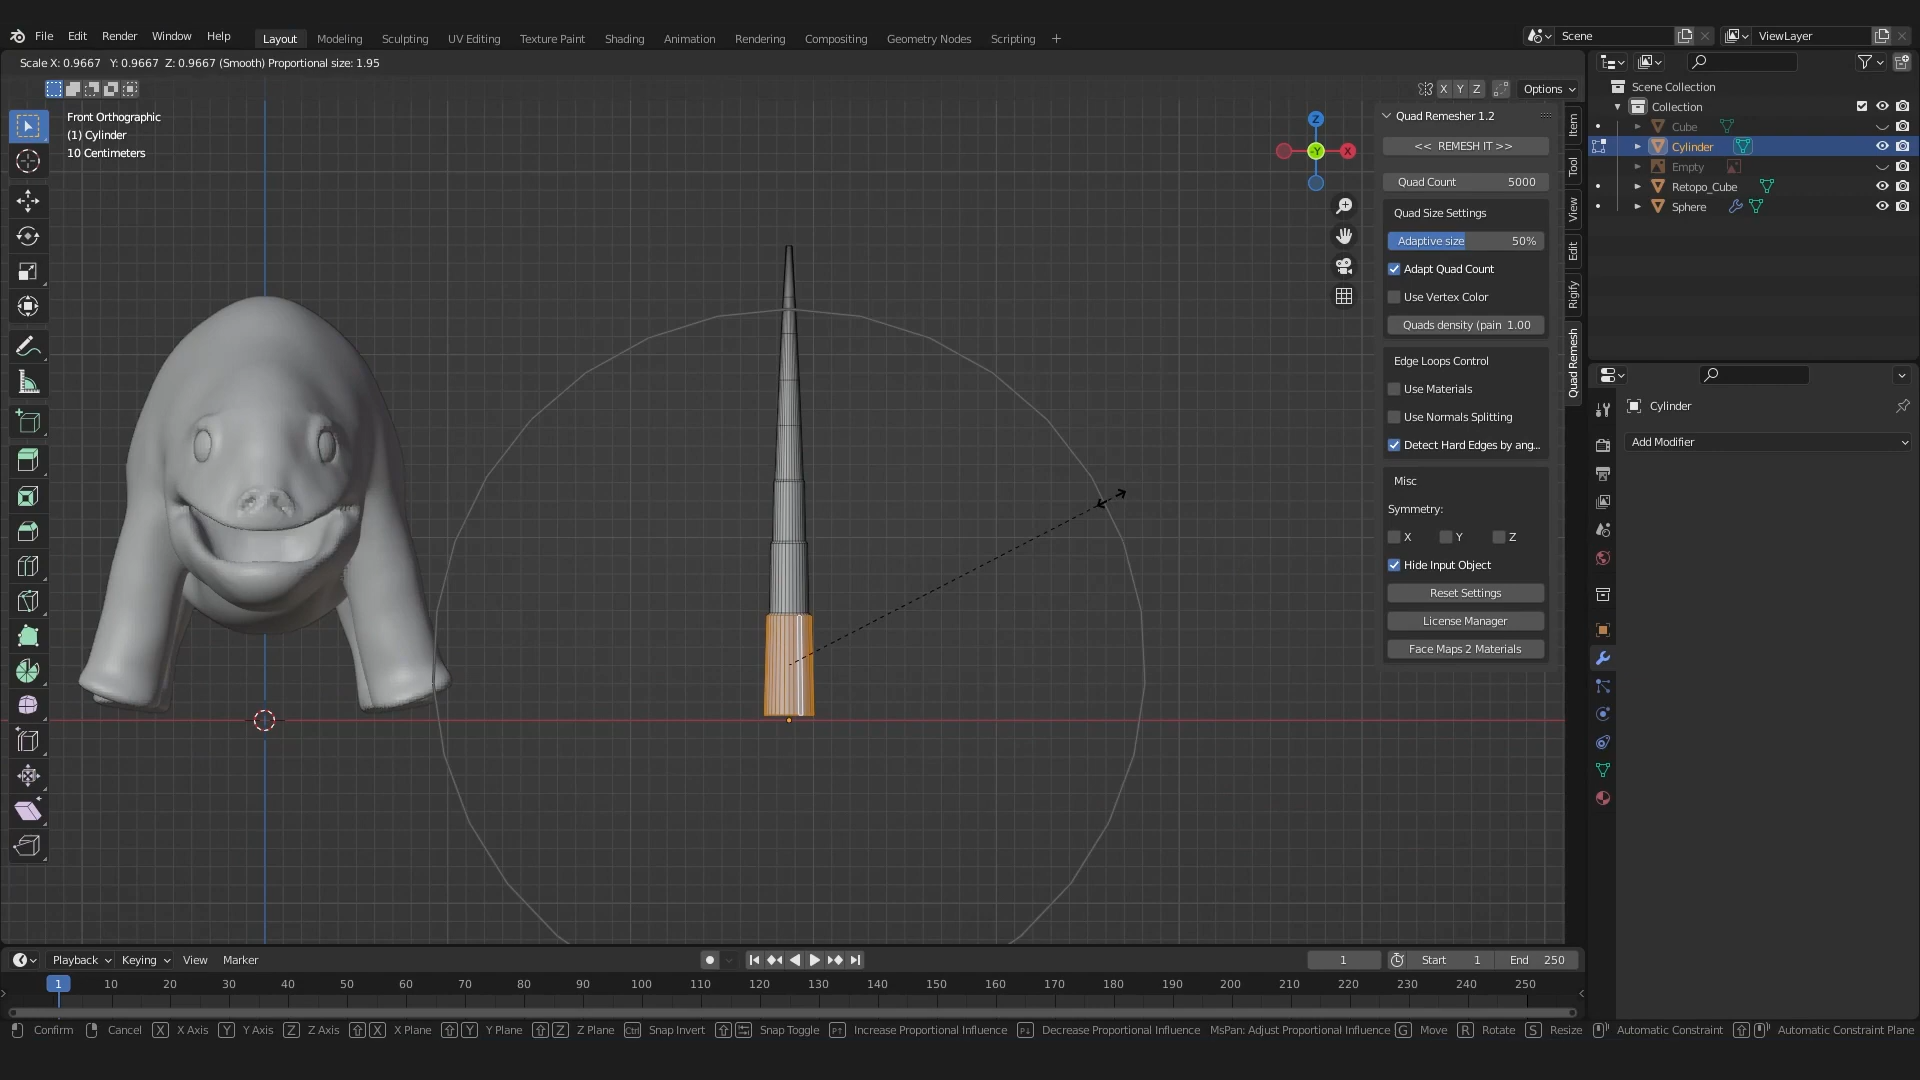 File Edit Render Window Help Layout Modeling Sculpting UV Editing Texture Paint Shading Animation Rendering Compositing Geometry Nodes Scripting + Scene ViewLayer
Scale X: 0.9667 Y: 0.9667 Z: 0.9667 (Smooth) Proportional size: 1.95
X Y Z Options
Front Orthographic
(1) Cylinder
10 Centimeters
Z
-Y X
Quad Remesher 1.2
<< REMESH IT >>
Quad Count 5000
Quad Size Settings
Adaptive size 50%
Adapt Quad Count
Use Vertex Color
Quads density (pain 1.00
Edge Loops Control
Use Materials
Use Normals Splitting
Detect Hard Edges by ang...
Misc
Symmetry:
X Y Z
Hide Input Object
Reset Settings
License Manager
Face Maps 2 Materials
Item
Tool
View
Edit
Rigify
Quad Remesh
Scene Collection
Collection
Cube
Cylinder
Empty
Retopo_Cube
Sphere
Cylinder
Add Modifier
Playback Keying View Marker 1 Start 1 End 250
1 10 20 30 40 50 60 70 80 90 100 110 120 130 140 150 160 170 180 190 200 210 220 230 240 250
Confirm Cancel X X Axis Y Y Axis Z Z Axis X X Plane Y Y Plane Z Z Plane Ctrl Snap Invert Snap Toggle Increase Proportional Influence Decrease Proportional Influence MsPan: Adjust Proportional Influence G Move R Rotate S Resize Automatic Constraint Automatic Constraint Plane